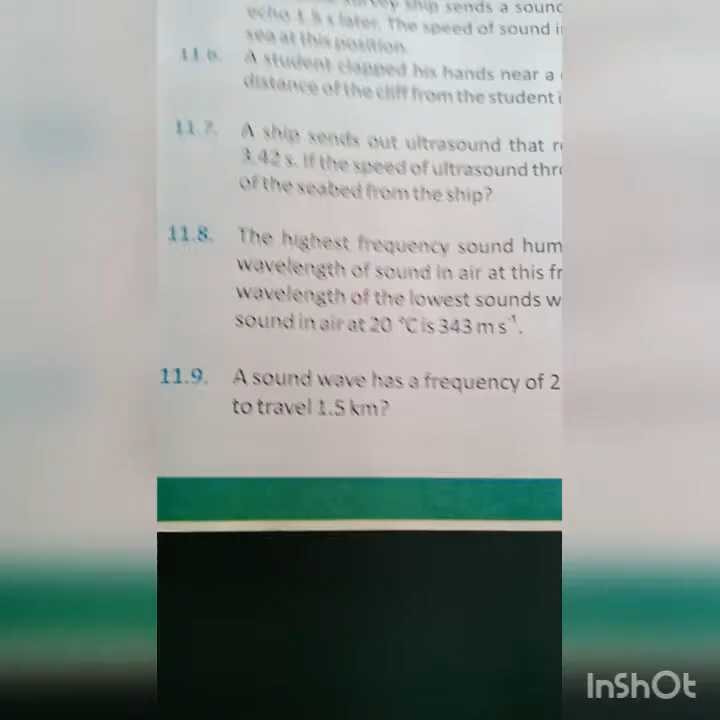 ship sends a sound
echo 1.8 s later. The speed of sound i
sea at this position.
11.6. A student clapped his hands near a
distance of the cliff from the student i
11.7. A ship sends out ultrasound that r
3.42 s. If the speed of ultrasound thr
of the seabed from the ship?
11.8. The highest frequency sound hum
wavelength of sound in air at this fr
wavelength of the lowest sounds w
sound in air at 20 °C is 343 m s⁻¹.
11.9. A sound wave has a frequency of 2
to travel 1.5 km?
InShOt